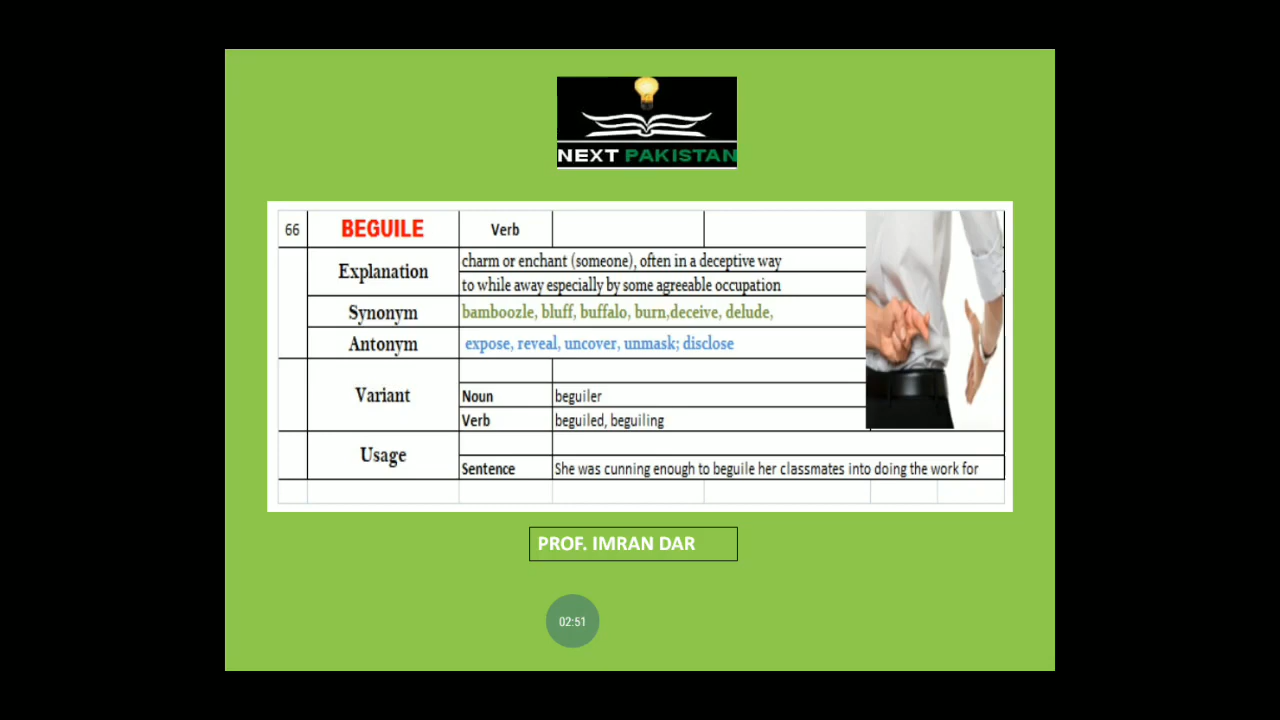 NEXT PAKISTAN
66 BEGUILE Verb
Explanation
charm or enchant (someone), often in a deceptive way
to while away especially by some agreeable occupation
Synonym bamboozle, bluff, buffalo, burn,deceive, delude,
Antonym expose, reveal, uncover, unmask; disclose
Variant
Noun beguiler
Verb beguiled, beguiling
Usage
Sentence She was cunning enough to beguile her classmates into doing the work for
PROF. IMRAN DAR
02:51